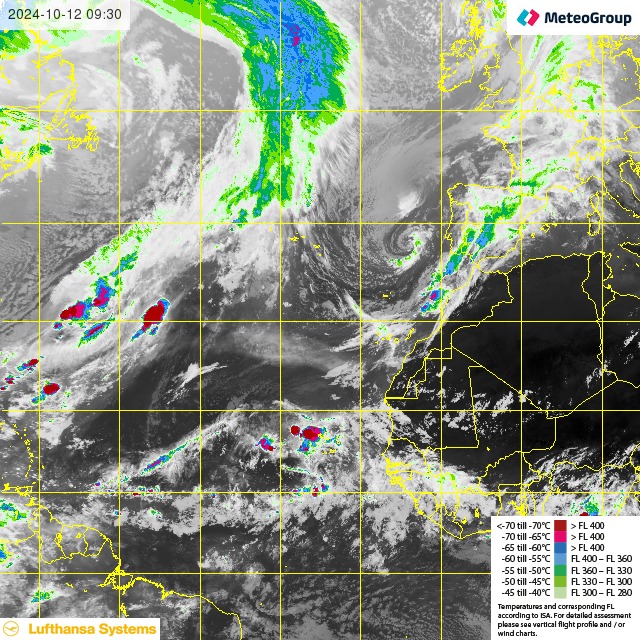 2024-10-12 09:30
MeteoGroup
<-70 till -70°C > FL 400
-70 till -65°C > FL 400
-65 till -60°C > FL 400
-60 till -55°C FL 400 – FL 360
-55 till -50°C FL 360 – FL 330
-50 till -45°C FL 330 – FL 300
-45 till -40°C FL 300 – FL 280
Temperatures and corresponding FL
according to ISA. For detailed assessment
please see vertical flight profile and / or
wind charts.
Lufthansa Systems